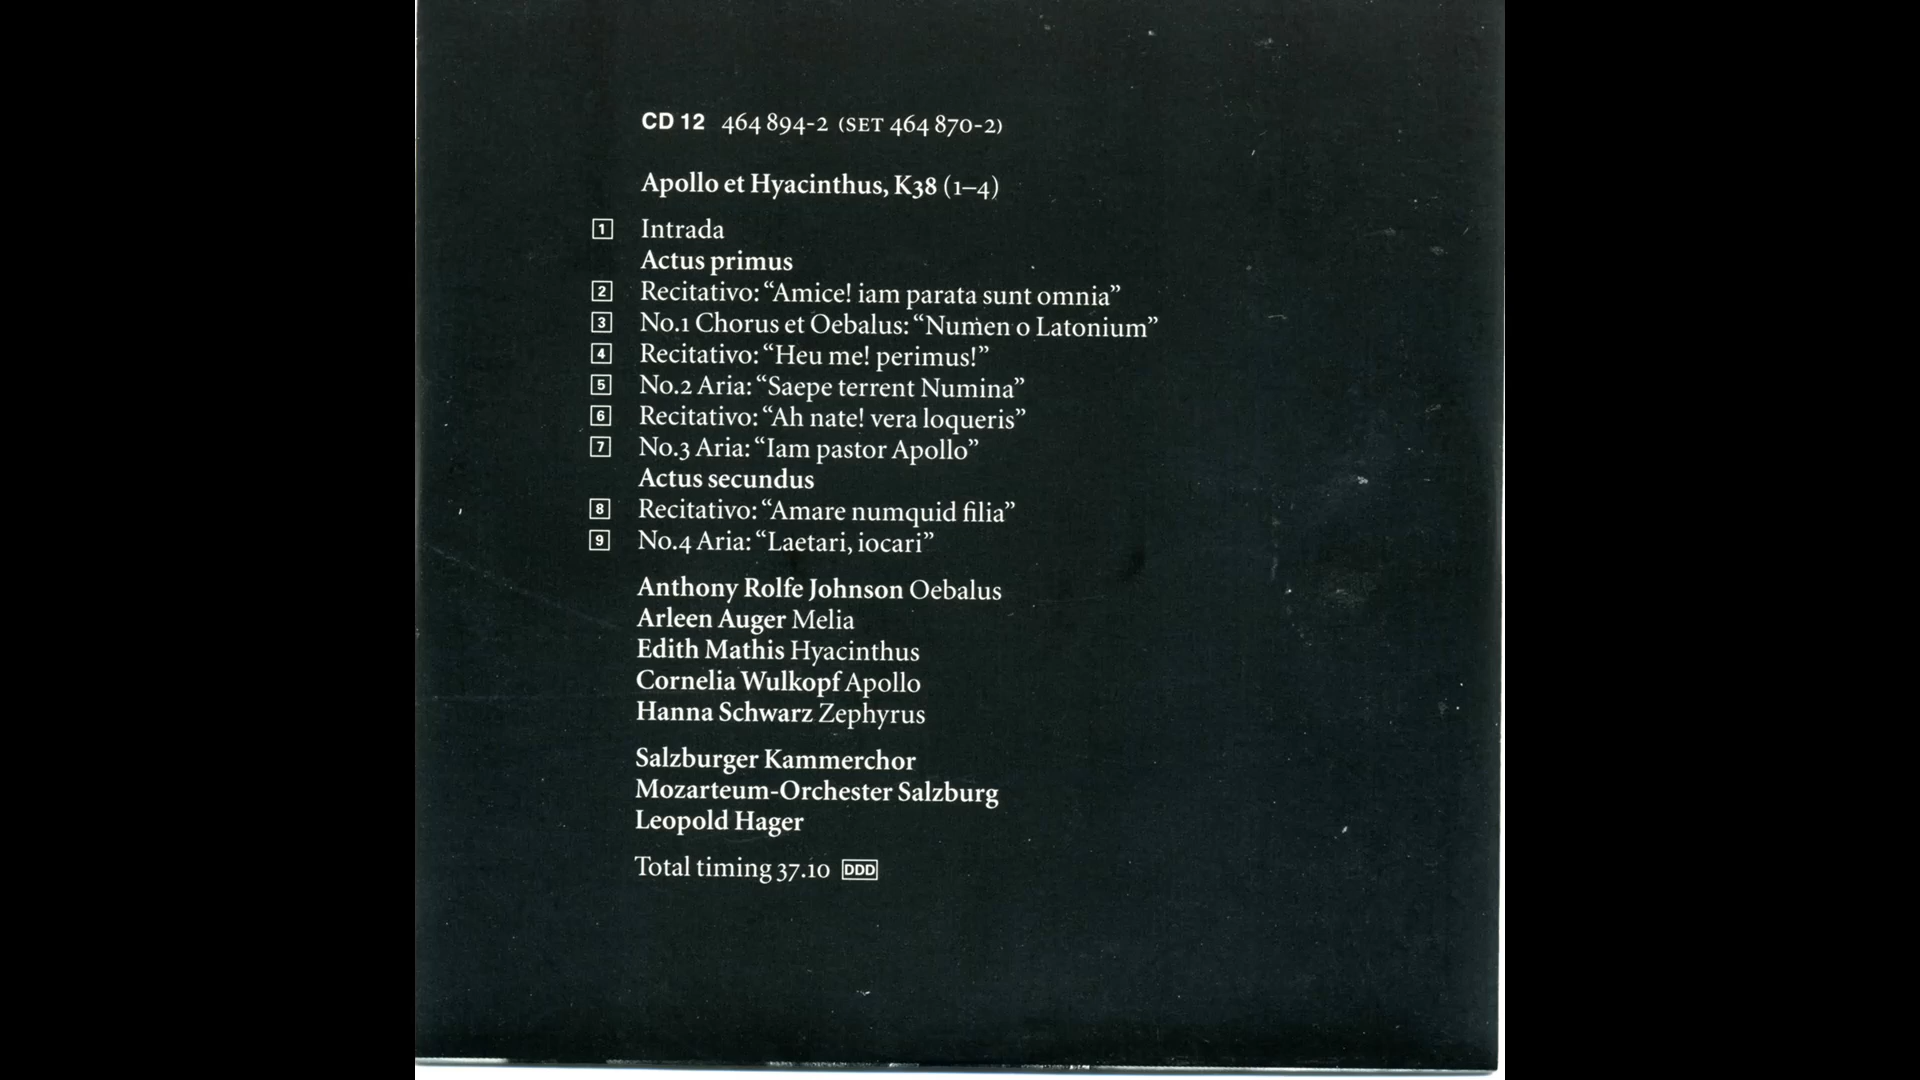 CD 12 464 894-2 (SET 464 870-2)
Apollo et Hyacinthus, K38 (1–4)
1 Intrada
Actus primus
2 Recitativo: “Amice! iam parata sunt omnia”
3 No.1 Chorus et Oebalus: “Numen o Latonium”
4 Recitativo: “Heu me! perimus!”
5 No.2 Aria: “Saepe terrent Numina”
6 Recitativo: “Ah nate! vera loqueris”
7 No.3 Aria: “Iam pastor Apollo”
Actus secundus
8 Recitativo: “Amare numquid filia”
9 No.4 Aria: “Laetari, iocari”
Anthony Rolfe Johnson Oebalus
Arleen Auger Melia
Edith Mathis Hyacinthus
Cornelia Wulkopf Apollo
Hanna Schwarz Zephyrus
Salzburger Kammerchor
Mozarteum-Orchester Salzburg
Leopold Hager
Total timing 37.10 DDD